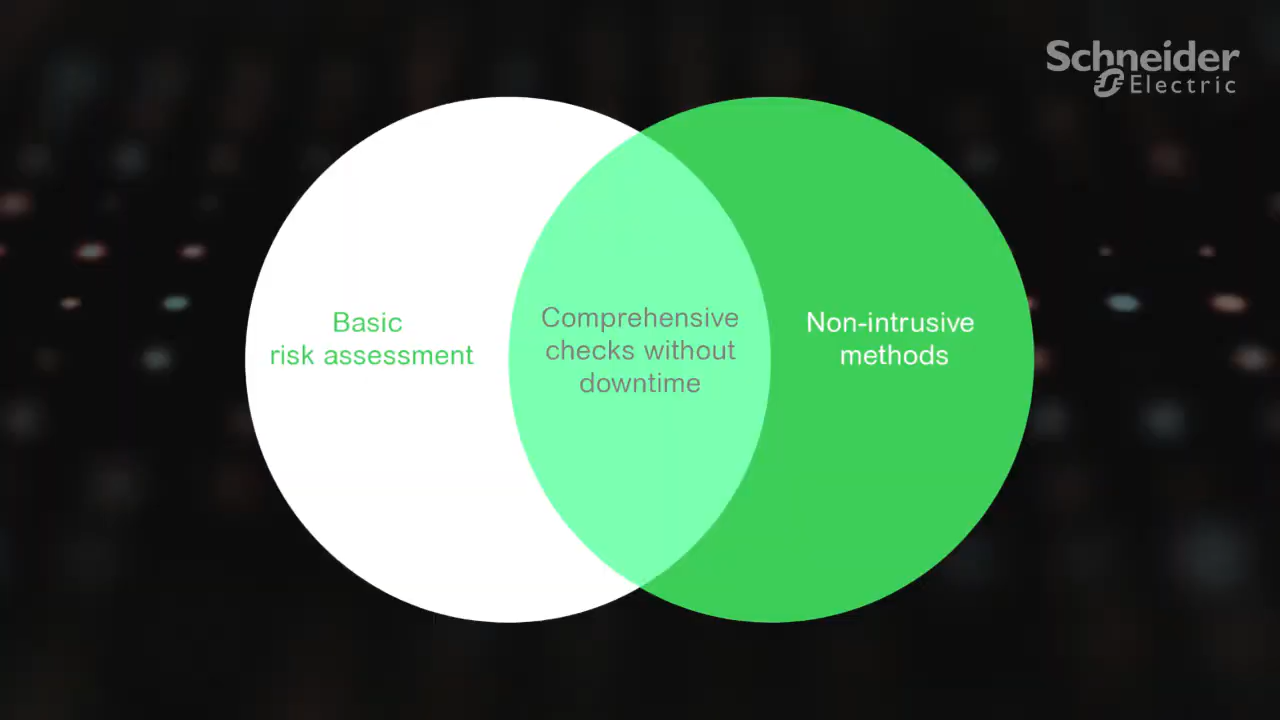 Schneider
Electric
Basic
risk assessment
Comprehensive
checks without
downtime
Non-intrusive
methods